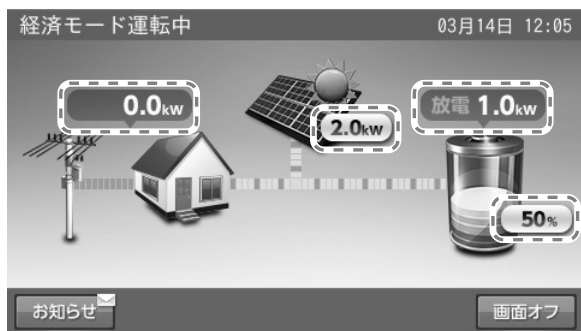 経済モード運転中
03月14日 12:05
0.0kw
2.0kw
放電 1.0kw
50%
お知らせ
画面オフ